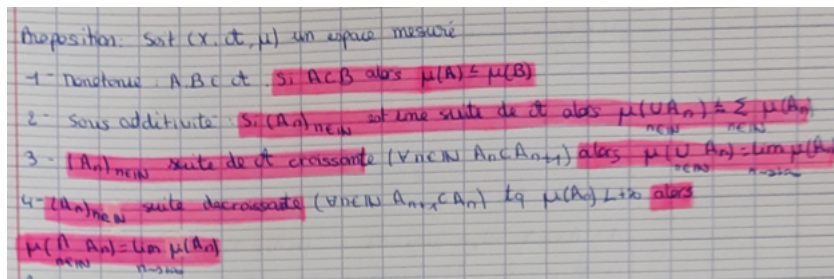 Proposition: Soit (X, 𝒜, μ) un espace mesuré
1- Monotonie : A.B ∈ 𝒜 . Si A⊂B alors μ(A) ≤ μ(B)
2- sous additivité : Si (An)n∈ℕ est une suite de 𝒜 alors μ(∪An)n∈ℕ ≤ Σn∈ℕ μ(An)
3- (An)n∈ℕ suite de 𝒜 croissante (∀n∈ℕ An⊂An+1) alors μ(∪n∈ℕ An) = lim n→+∞ μ(A
4- (An)n∈ℕ suite decroissante (∀n∈ℕ An+1⊂An) tq μ(A0) < +∞ alors
μ(∩n∈ℕ An) = lim n→+∞ μ(An)